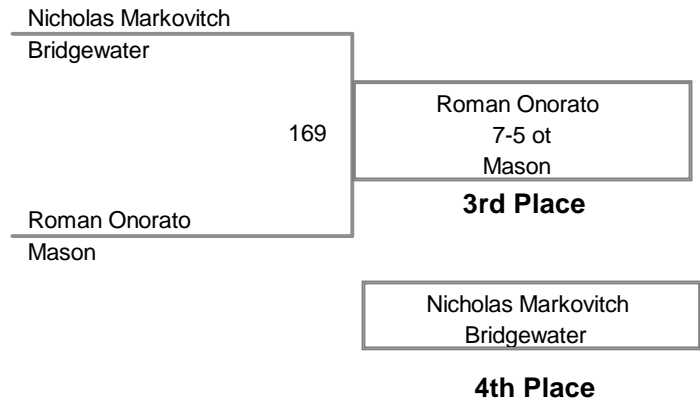 Nicholas Markovitch
Bridgewater
169
Roman Onorato
7-5 ot
Mason
3rd Place
Roman Onorato
Mason
Nicholas Markovitch
Bridgewater
4th Place